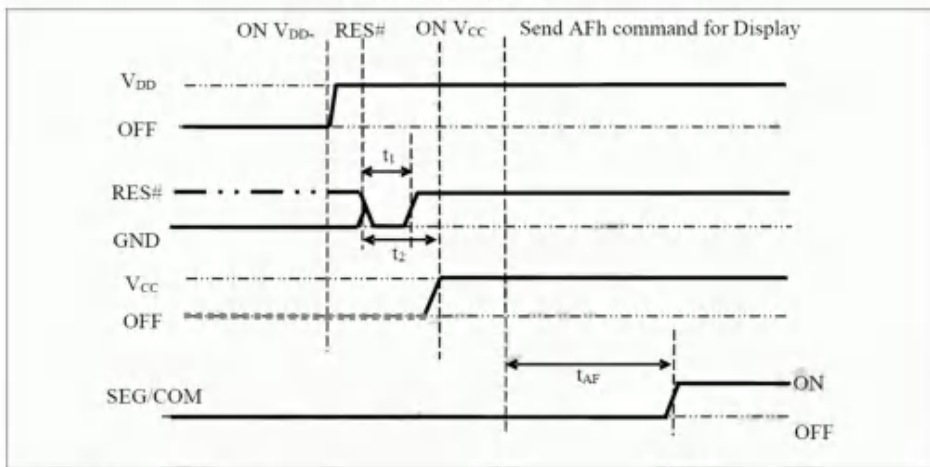 ON VDD- RES# ON VCC Send AFh command for Display
VDD
OFF
t1
RES#
GND
t2
VCC
OFF
tAF
SEG/COM
ON
OFF